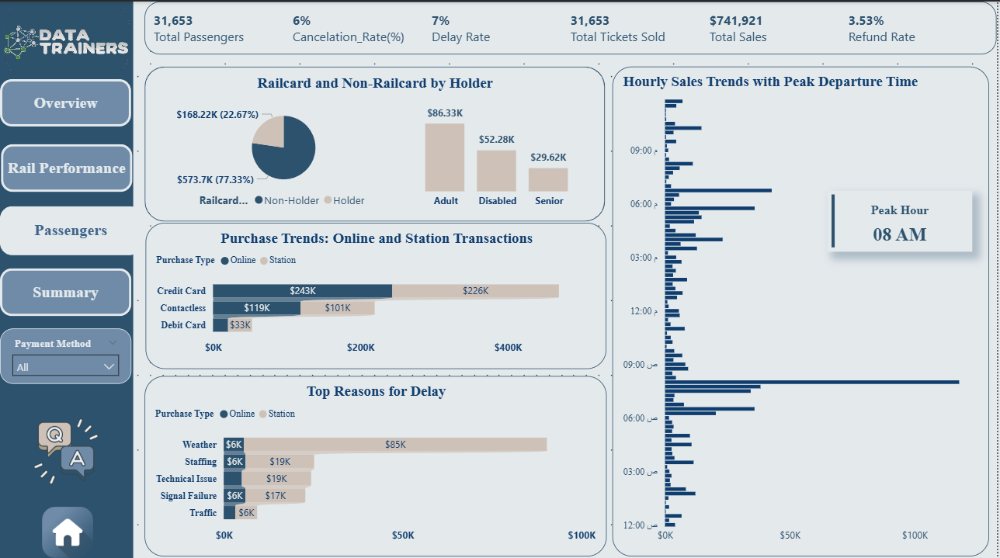 DATA
TRAINERS
Overview
Rail Performance
Passengers
Summary
Payment Method
All
Q
A
31,653
Total Passengers
6%
Cancelation_Rate(%)
7%
Delay Rate
31,653
Total Tickets Sold
$741,921
Total Sales
3.53%
Refund Rate
Railcard and Non-Railcard by Holder
$168.22K (22.67%)
$573.7K (77.33%)
Railcard... Non-Holder Holder
$86.33K
$52.28K
$29.62K
Adult Disabled Senior
Purchase Trends: Online and Station Transactions
Purchase Type Online Station
Credit Card $243K $226K
Contactless $119K $101K
Debit Card $33K
$0K $200K $400K
Top Reasons for Delay
Purchase Type Online Station
Weather $6K $85K
Staffing $6K $19K
Technical Issue $19K
Signal Failure $6K $17K
Traffic $6K
$0K $50K $100K
Hourly Sales Trends with Peak Departure Time
09:00 م
06:00 م
03:00 م
12:00 م
09:00 ص
06:00 ص
03:00 ص
12:00 ص
$0K $50K $100K
Peak Hour
08 AM